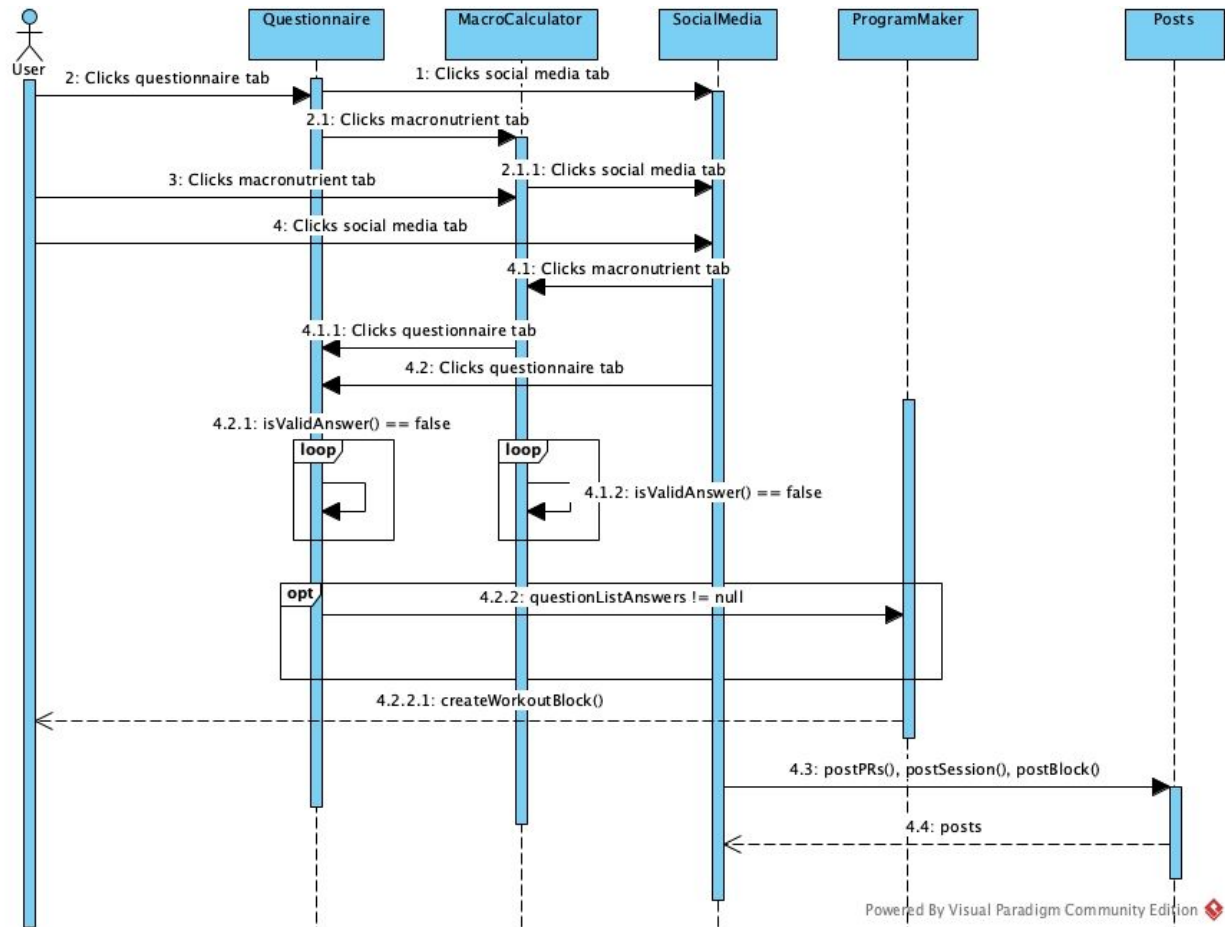 Questionnaire
MacroCalculator
SocialMedia
ProgramMaker
Posts
User
2: Clicks questionnaire tab
1: Clicks social media tab
2.1: Clicks macronutrient tab
2.1.1: Clicks social media tab
3: Clicks macronutrient tab
4: Clicks social media tab
4.1: Clicks macronutrient tab
4.1.1: Clicks questionnaire tab
4.2: Clicks questionnaire tab
4.2.1: isValidAnswer() == false
loop
loop
4.1.2: isValidAnswer() == false
opt
4.2.2: questionListAnswers != null
4.2.2.1: createWorkoutBlock()
4.3: postPRs(), postSession(), postBlock()
4.4: posts
Powered By Visual Paradigm Community Edition